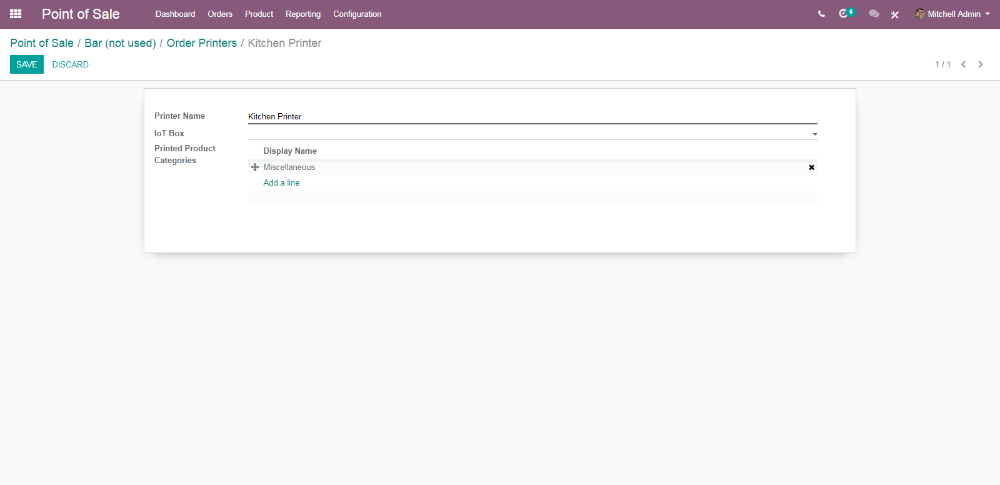 Point of Sale Dashboard Orders Product Reporting Configuration 6 Mitchell Admin
Point of Sale / Bar (not used) / Order Printers / Kitchen Printer
SAVE DISCARD 1 / 1
Printer Name Kitchen Printer
IoT Box
Printed Product Categories
Display Name
Miscellaneous
Add a line